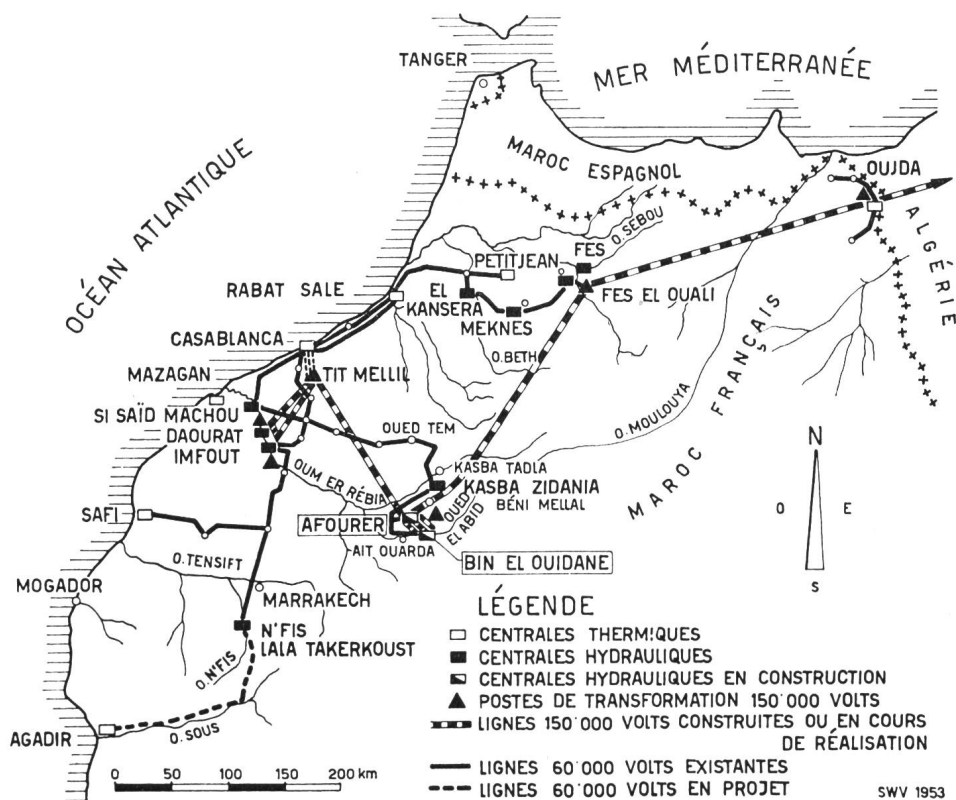 TANGER
MER MÉDITERRANÉE
OCÉAN ATLANTIQUE
MAROC ESPAGNOL
OUJDA
ALGÉRIE
O. SEBOU
FES
PETITJEAN
RABAT SALE
EL
KANSERA
FES EL OUALI
MEKNES
CASABLANCA
O. BETH
MAROC FRANÇAIS
MAZAGAN
TIT MELLIL
SI SAÏD MACHOU
DAOURAT
IMFOUT
OUED TEM
O. MOULOUYA
OUM ER RÉBIA
KASBA TADLA
KASBA ZIDANIA
BÉNI MELLAL
OUED
EL ABID
SAFI
AFOURER
AIT OUARDA
BIN EL OUIDANE
N
O E
S
O. TENSIFT
MOGADOR
MARRAKECH
N'FIS
LALA TAKERKOUST
O. N'FIS
AGADIR
O. SOUS
0 50 100 150 200 km
LÉGENDE
CENTRALES THERMIQUES
CENTRALES HYDRAULIQUES
CENTRALES HYDRAULIQUES EN CONSTRUCTION
POSTES DE TRANSFORMATION 150'000 VOLTS
LIGNES 150'000 VOLTS CONSTRUITES OU EN COURS
DE RÉALISATION
LIGNES 60'000 VOLTS EXISTANTES
LIGNES 60'000 VOLTS EN PROJET
SWV 1953